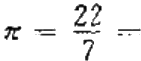 π = 22/7 =